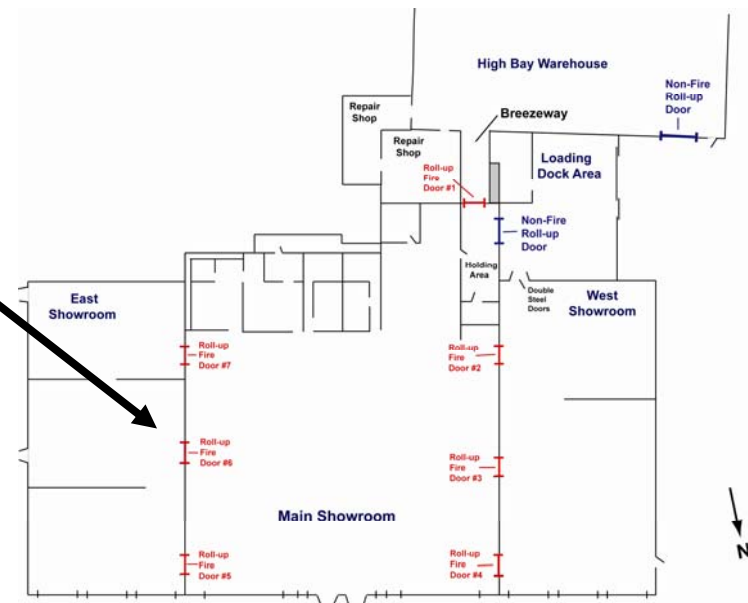 High Bay Warehouse
Non-Fire
Roll-up
Door
Repair
Shop
Breezeway
Repair
Shop
Loading
Dock Area
Roll-up
Fire
Door #1
Non-Fire
Roll-up
Door
Holding
Area
Double
Steel
Doors
East
Showroom
West
Showroom
Roll-up
Fire
Door #7
Roll-up
Fire
Door #2
Roll-up
Fire
Door #6
Roll-up
Fire
Door #3
Main Showroom
Roll-up
Fire
Door #5
Roll-up
Fire
Door #4
N